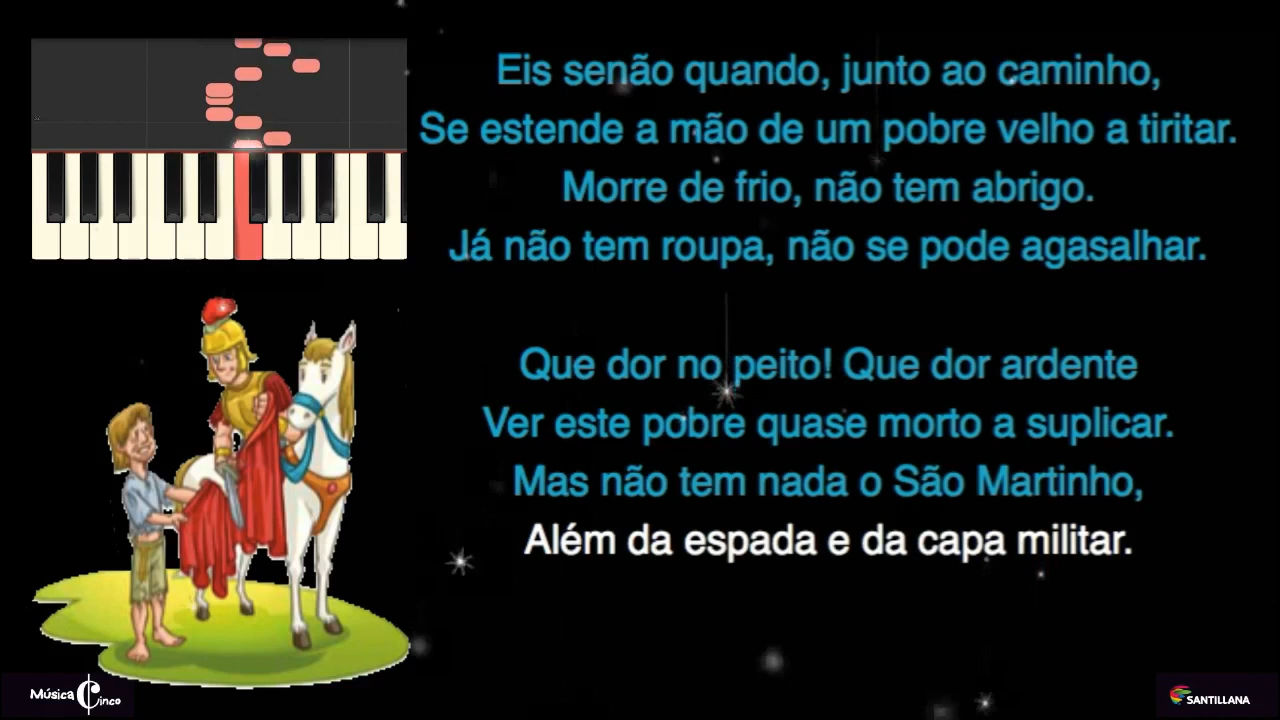 Eis senão quando, junto ao caminho,
Se estende a mão de um pobre velho a tiritar.
Morre de frio, não tem abrigo.
Já não tem roupa, não se pode agasalhar.
Que dor no peito! Que dor ardente
Ver este pobre quase morto a suplicar.
Mas não tem nada o São Martinho,
Além da espada e da capa militar.
Música Cinco
SANTILLANA